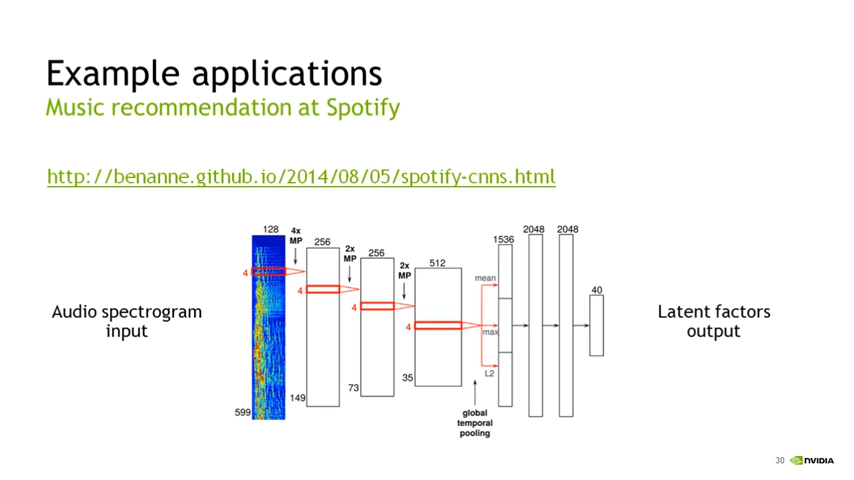 Example applications
Music recommendation at Spotify
http://benanne.github.io/2014/08/05/spotify-cnns.html
Audio spectrogram
input
128
4
599
4x
MP
256
4
149
2x
MP
256
4
73
2x
MP
512
4
35
mean
max
L2
global
temporal
pooling
1536
2048
2048
40
Latent factors
output
30
NVIDIA